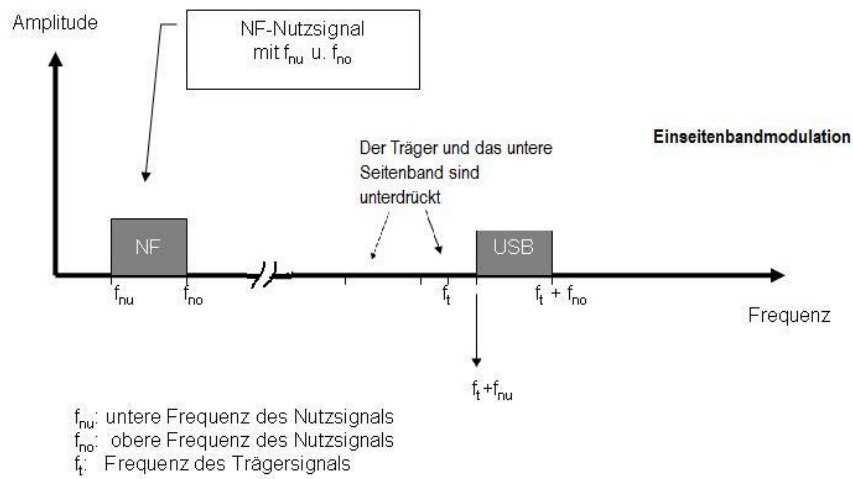 Amplitude
NF-Nutzsignal
mit fnu u. fno
Einseitenbandmodulation
Der Träger und das untere
Seitenband sind
unterdrückt
NF
USB
fnu
fno
ft
ft + fno
Frequenz
ft+fnu
fnu: untere Frequenz des Nutzsignals
fno: obere Frequenz des Nutzsignals
ft: Frequenz des Trägersignals